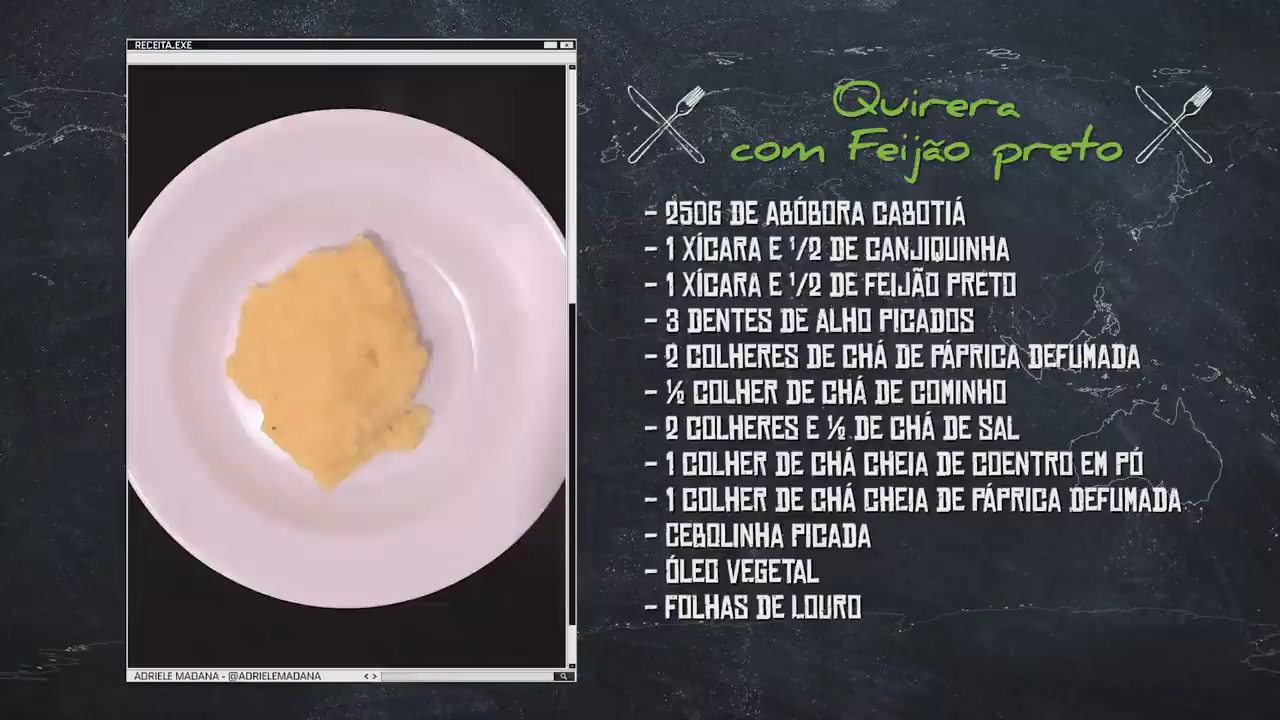 RECEITA.EXE
Quirera
com Feijão preto
- 250G DE ABÓBORA CABOTIÁ
- 1 XÍCARA E 1/2 DE CANJIQUINHA
- 1 XÍCARA E 1/2 DE FEIJÃO PRETO
- 3 DENTES DE ALHO PICADOS
- 2 COLHERES DE CHÁ DE PÁPRICA DEFUMADA
- ½ COLHER DE CHÁ DE COMINHO
- 2 COLHERES E ½ DE CHÁ DE SAL
- 1 COLHER DE CHÁ CHEIA DE COENTRO EM PÓ
- 1 COLHER DE CHÁ CHEIA DE PÁPRICA DEFUMADA
- CEBOLINHA PICADA
- ÓLEO VEGETAL
- FOLHAS DE LOURO
ADRIELE MADANA - @ADRIELEMADANA